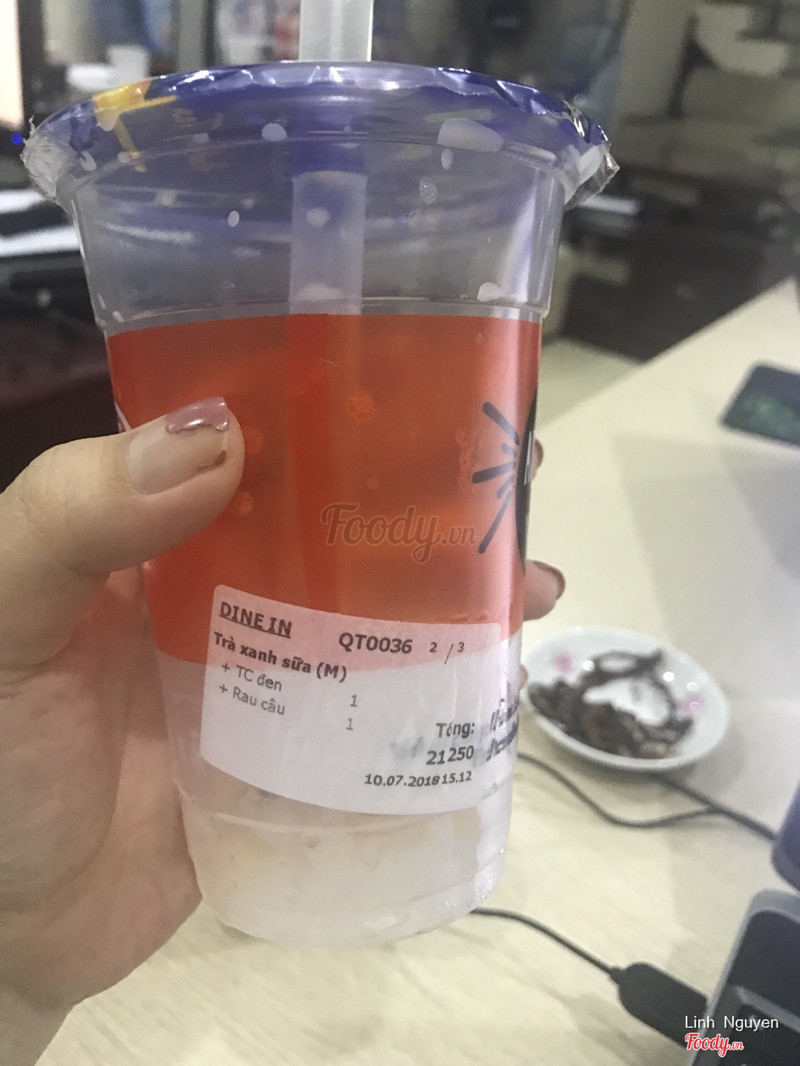 Foody.vn
DINE IN
QT0036 2/3
Trà xanh sữa (M)
+ TC đen 1
+ Rau câu 1
Tổng:
21250
10.07.2018 15.12
Linh Nguyen
Foody.vn